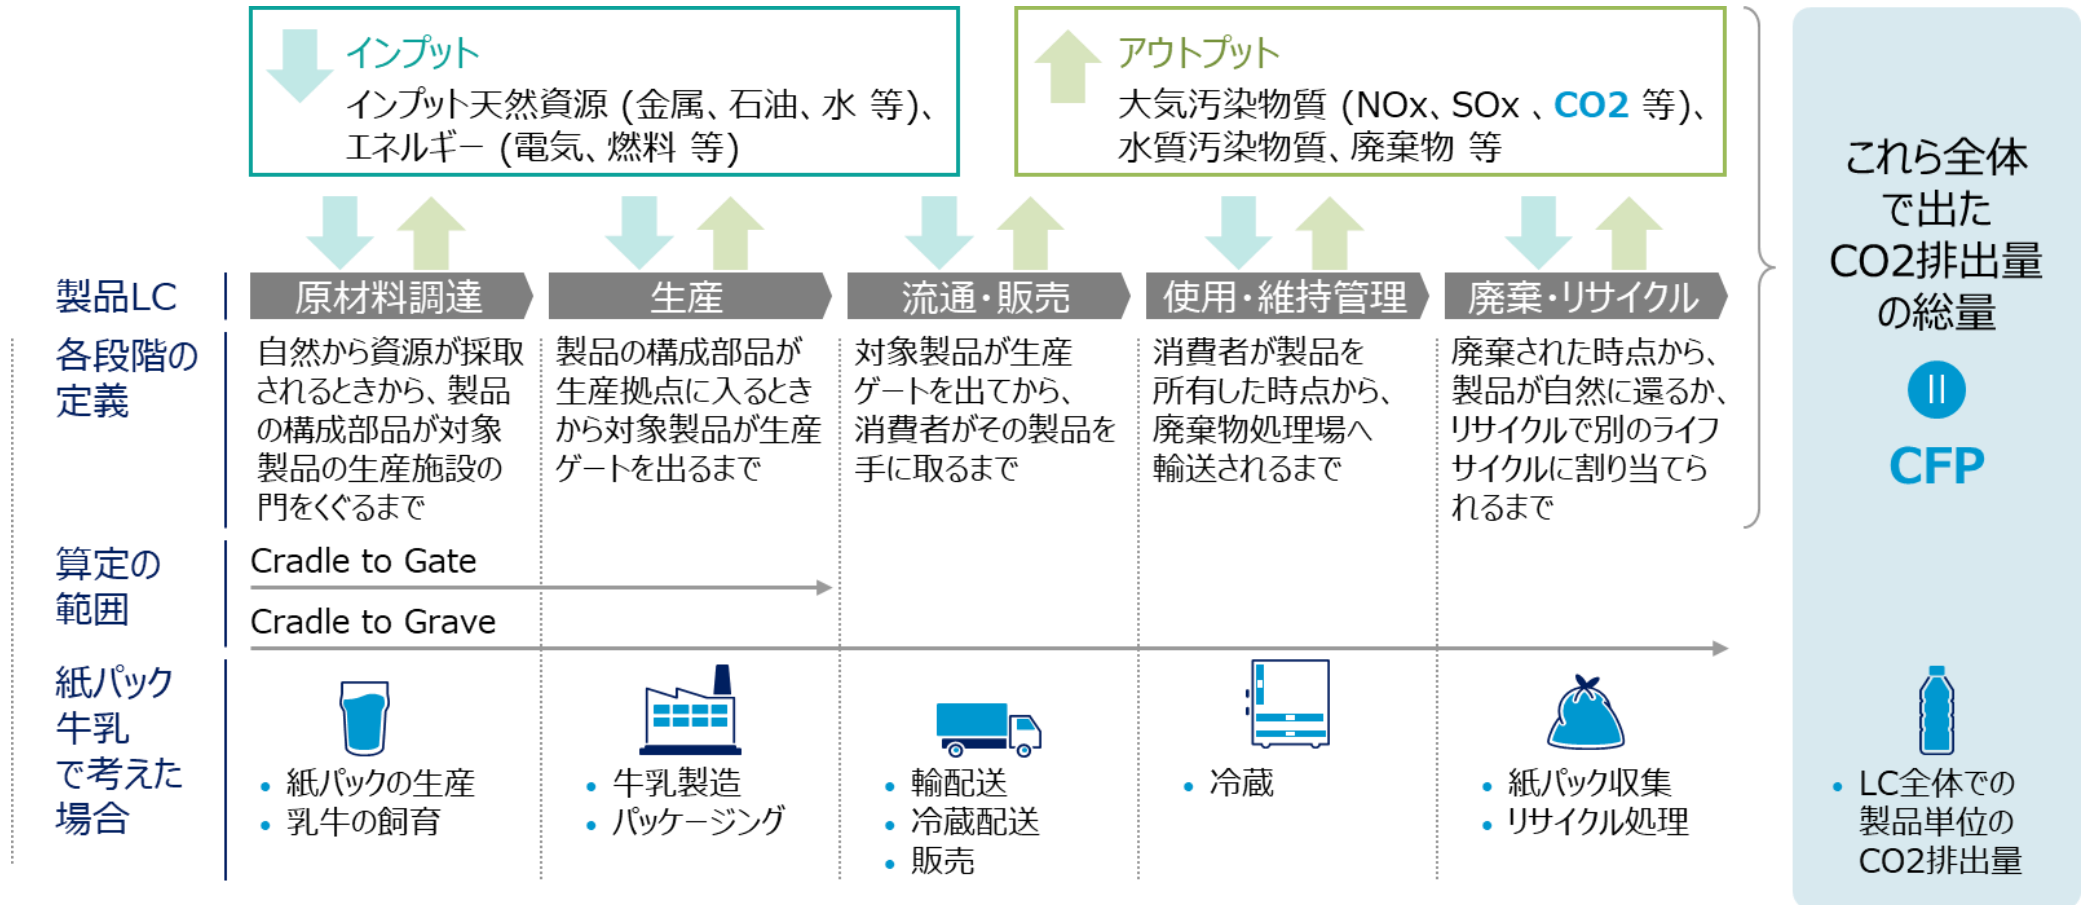 インプット
インプット天然資源 (金属、石油、水 等)、
エネルギー (電気、燃料 等)
アウトプット
大気汚染物質 (NOx、SOx 、CO2 等)、
水質汚染物質、廃棄物 等
製品LC
原材料調達
生産
流通・販売
使用・維持管理
廃棄・リサイクル
各段階の
定義
自然から資源が採取
されるときから、製品
の構成部品が対象
製品の生産施設の
門をくぐるまで
製品の構成部品が
生産拠点に入るとき
から対象製品が生産
ゲートを出るまで
対象製品が生産
ゲートを出てから、
消費者がその製品を
手に取るまで
消費者が製品を
所有した時点から、
廃棄物処理場へ
輸送されるまで
廃棄された時点から、
製品が自然に還るか、
リサイクルで別のライフ
サイクルに割り当てら
れるまで
算定の
範囲
Cradle to Gate
Cradle to Grave
紙パック
牛乳
で考えた
場合
• 紙パックの生産
• 乳牛の飼育
• 牛乳製造
• パッケージング
• 輸配送
• 冷蔵配送
• 販売
• 冷蔵
• 紙パック収集
• リサイクル処理
これら全体
で出た
CO2排出量
の総量
=
CFP
• LC全体での
製品単位の
CO2排出量